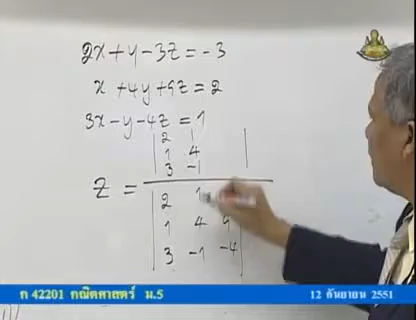 2x+y-3z=-3
x+4y+5z=2
3x-y-4z=1
2 1
1 4
3 -1
z =
2 1
1 4 5
3 -1 -4
ก 42201 คณิตศาสตร์ ม.5
12 กันยายน 2551